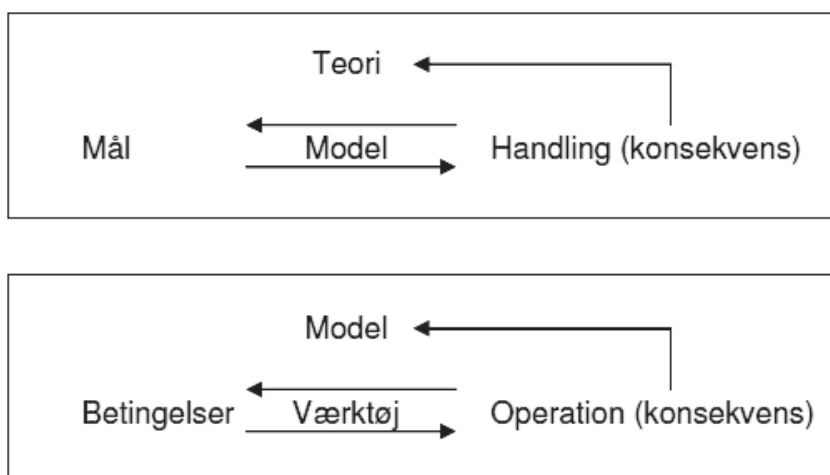 Teori
Mål Model Handling (konsekvens)
Model
Betingelser Værktøj Operation (konsekvens)